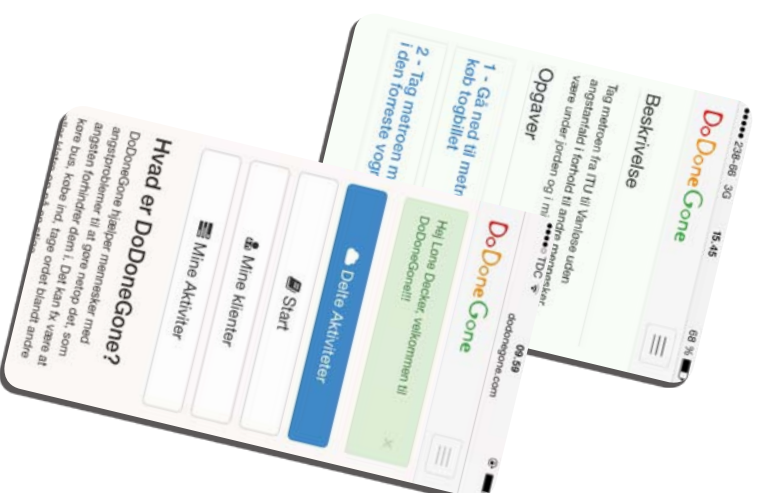 238-66 3G 15.45 68 %
DoDoneGone
Beskrivelse
Tag metroen fra ITU til Vanløse uden
angstanfald i forhold til andre mennesker,
være under jorden og i mi
Opgaver
1 - Gå ned til metr
køb togbillet
2 - Tag metroen m
i den forreste vogr
TDC 09.59
dodonegone.com
DoDoneGone
Hej Lone Decker, velkommen til
DoDoneGone!!!
×
Delte Aktiviteter
Start
Mine klienter
Mine Aktiviter
Hvad er DoDoneGone?
DoDoneGone hjælper mennesker med
angstproblemer til at gøre netop det, som
angsten forhindrer dem i. Det kan fx være at
køre bus, købe ind, tage ordet blandt andre